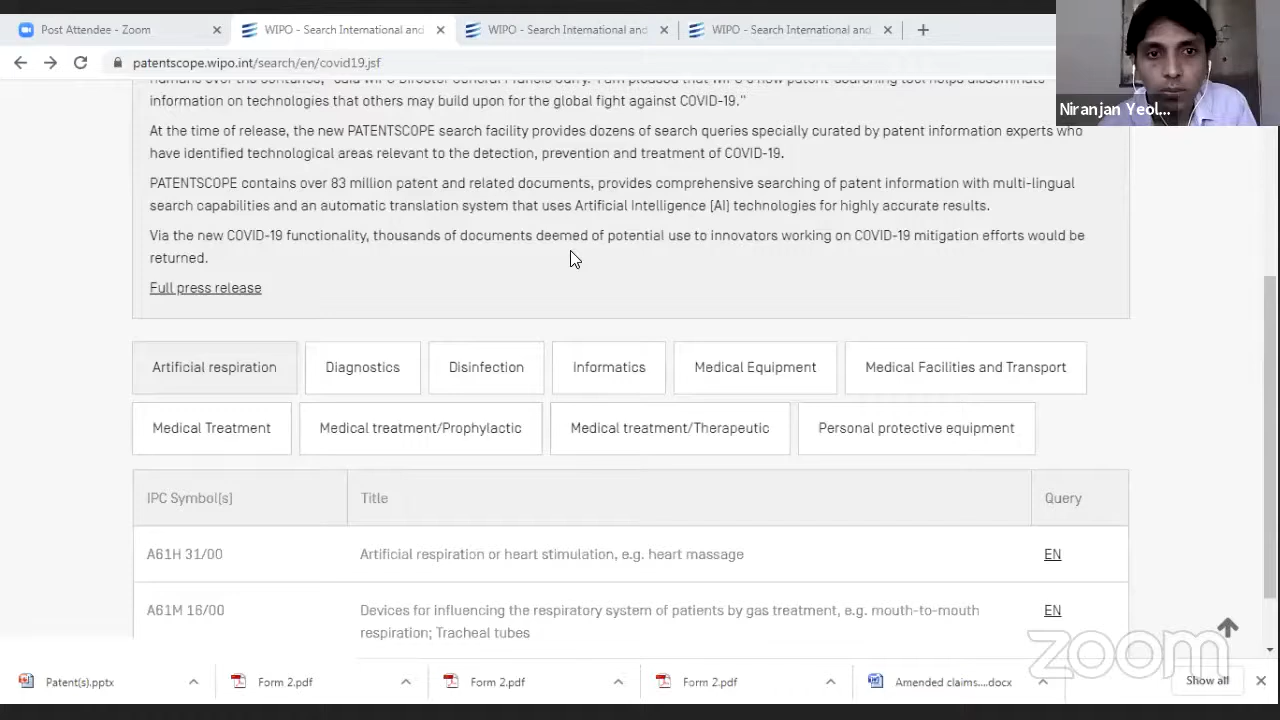 Post Attendee - Zoom
WIPO - Search International and
WIPO - Search International and
WIPO - Search International and
patentscope.wipo.int/search/en/covid19.jsf
Niranjan Yeol...
information on technologies that others may build upon for the global fight against COVID-19."
At the time of release, the new PATENTSCOPE search facility provides dozens of search queries specially curated by patent information experts who
have identified technological areas relevant to the detection, prevention and treatment of COVID-19.
PATENTSCOPE contains over 83 million patent and related documents, provides comprehensive searching of patent information with multi-lingual
search capabilities and an automatic translation system that uses Artificial Intelligence [AI] technologies for highly accurate results.
Via the new COVID-19 functionality, thousands of documents deemed of potential use to innovators working on COVID-19 mitigation efforts would be
returned.
Full press release
Artificial respiration Diagnostics Disinfection Informatics Medical Equipment Medical Facilities and Transport
Medical Treatment Medical treatment/Prophylactic Medical treatment/Therapeutic Personal protective equipment
IPC Symbol[s] Title Query
A61H 31/00 Artificial respiration or heart stimulation, e.g. heart massage EN
A61M 16/00 Devices for influencing the respiratory system of patients by gas treatment, e.g. mouth-to-mouth EN
respiration; Tracheal tubes
zoom
Patent(s).pptx Form 2.pdf Form 2.pdf Form 2.pdf Amended claims....docx Show all